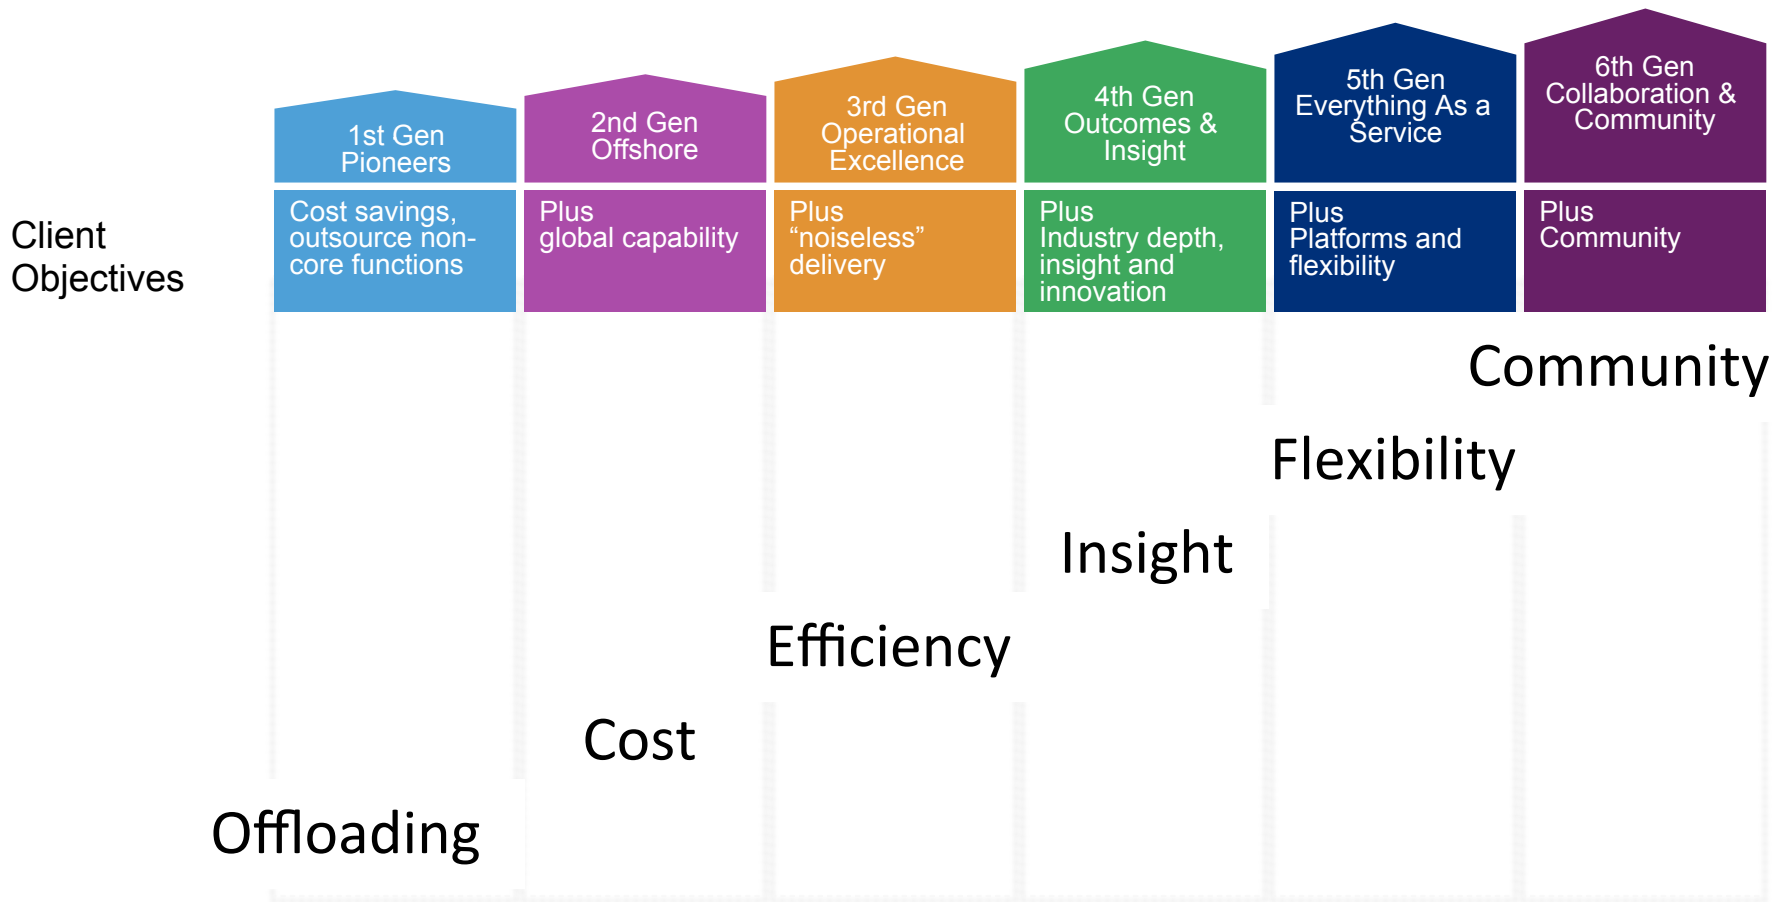 1st Gen
Pioneers
2nd Gen
Offshore
3rd Gen
Operational
Excellence
4th Gen
Outcomes &
Insight
5th Gen
Everything As a
Service
6th Gen
Collaboration &
Community
Client
Objectives
Cost savings,
outsource non-
core functions
Plus
global capability
Plus
“noiseless”
delivery
Plus
Industry depth,
insight and
innovation
Plus
Platforms and
flexibility
Plus
Community
Community
Flexibility
Insight
Efficiency
Cost
Offloading